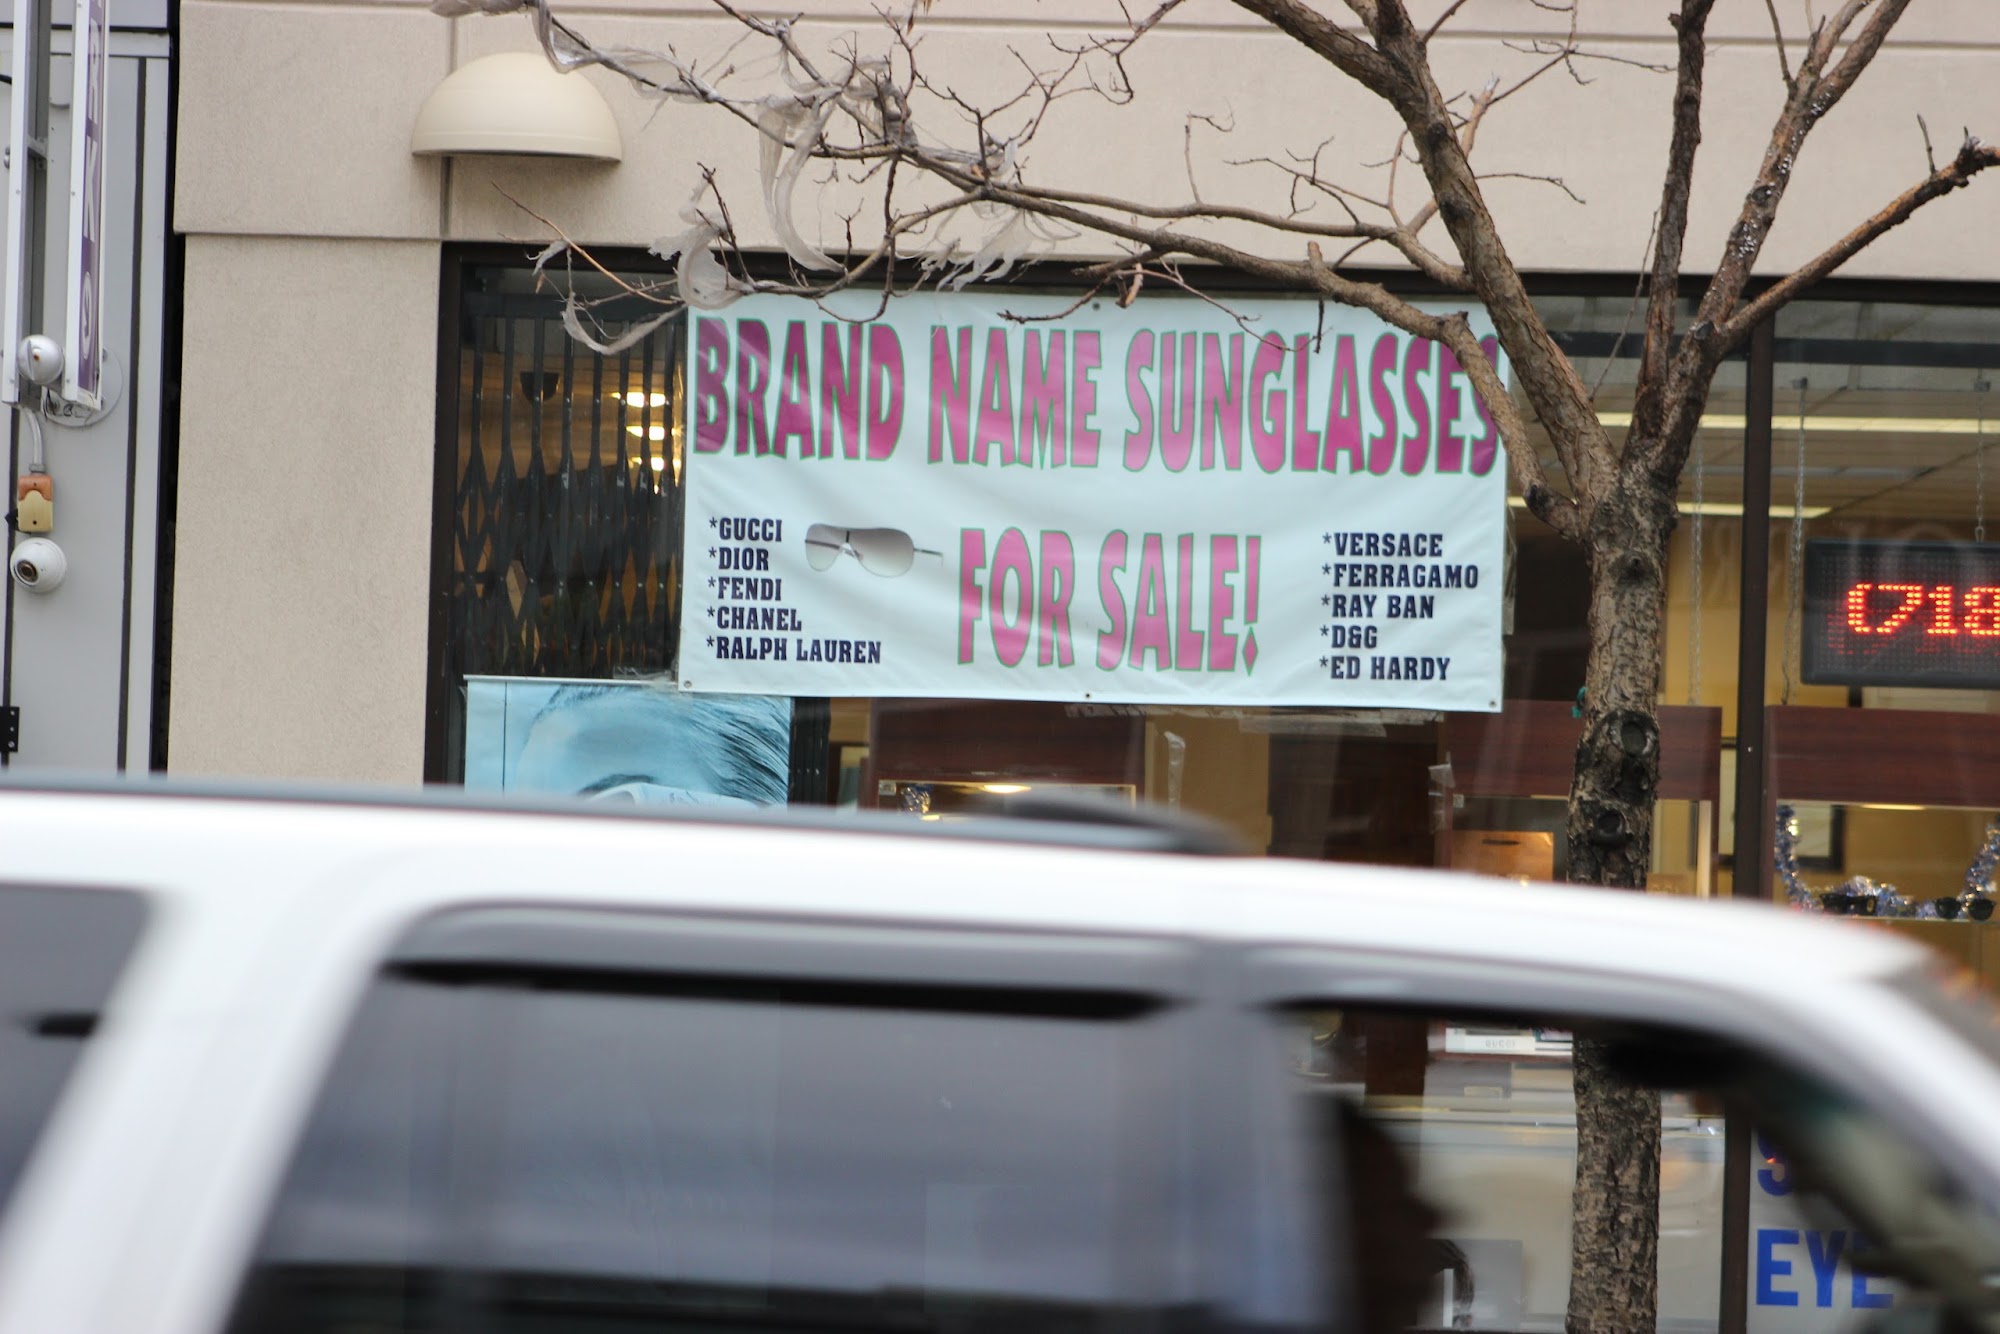 BRAND NAME SUNGLASSES
FOR SALE!
*GUCCI
*DIOR
*FENDI
*CHANEL
*RALPH LAUREN
*VERSACE
*FERRAGAMO
*RAY BAN
*D&G
*ED HARDY
(718
GUCCI
EYE